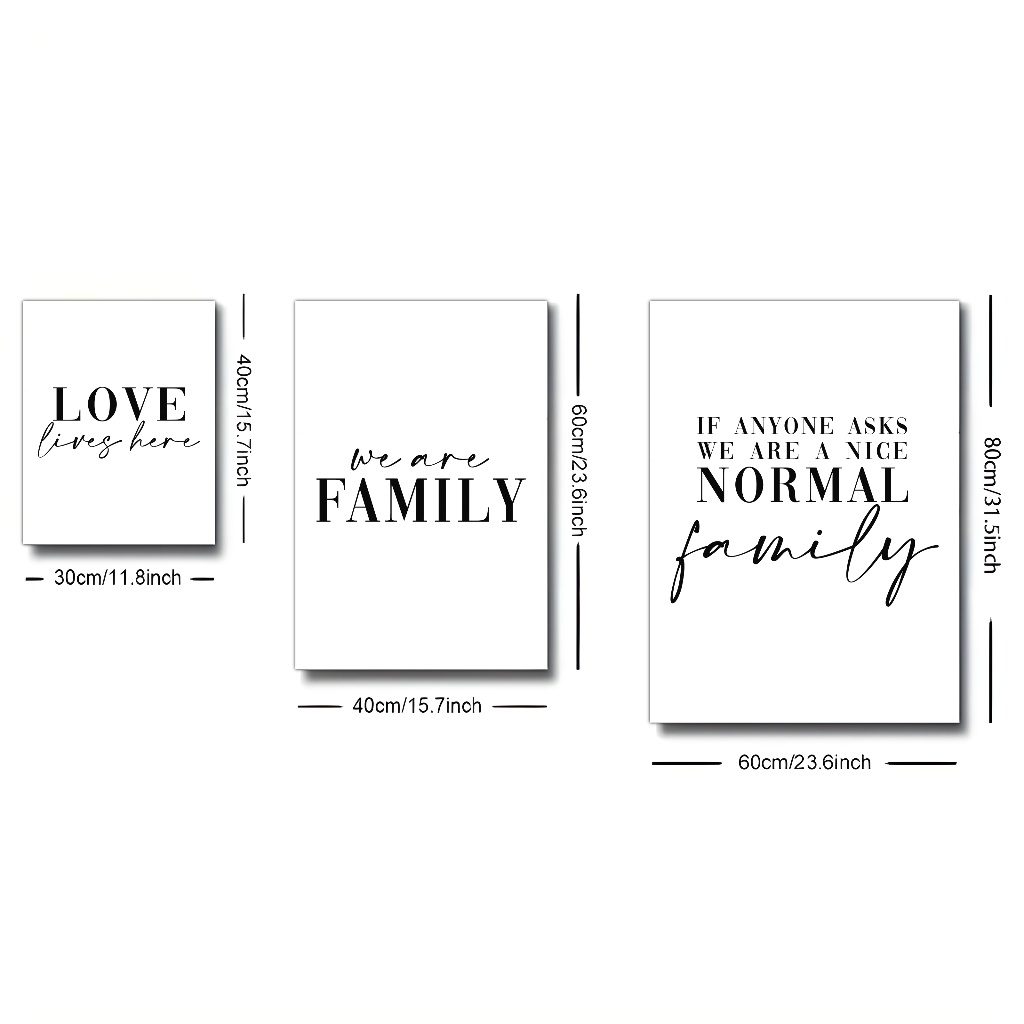 LOVE
lives here
40cm/15.7inch
30cm/11.8inch
we are
FAMILY
60cm/23.6inch
40cm/15.7inch
IF ANYONE ASKS
WE ARE A NICE
NORMAL
family
80cm/31.5inch
60cm/23.6inch